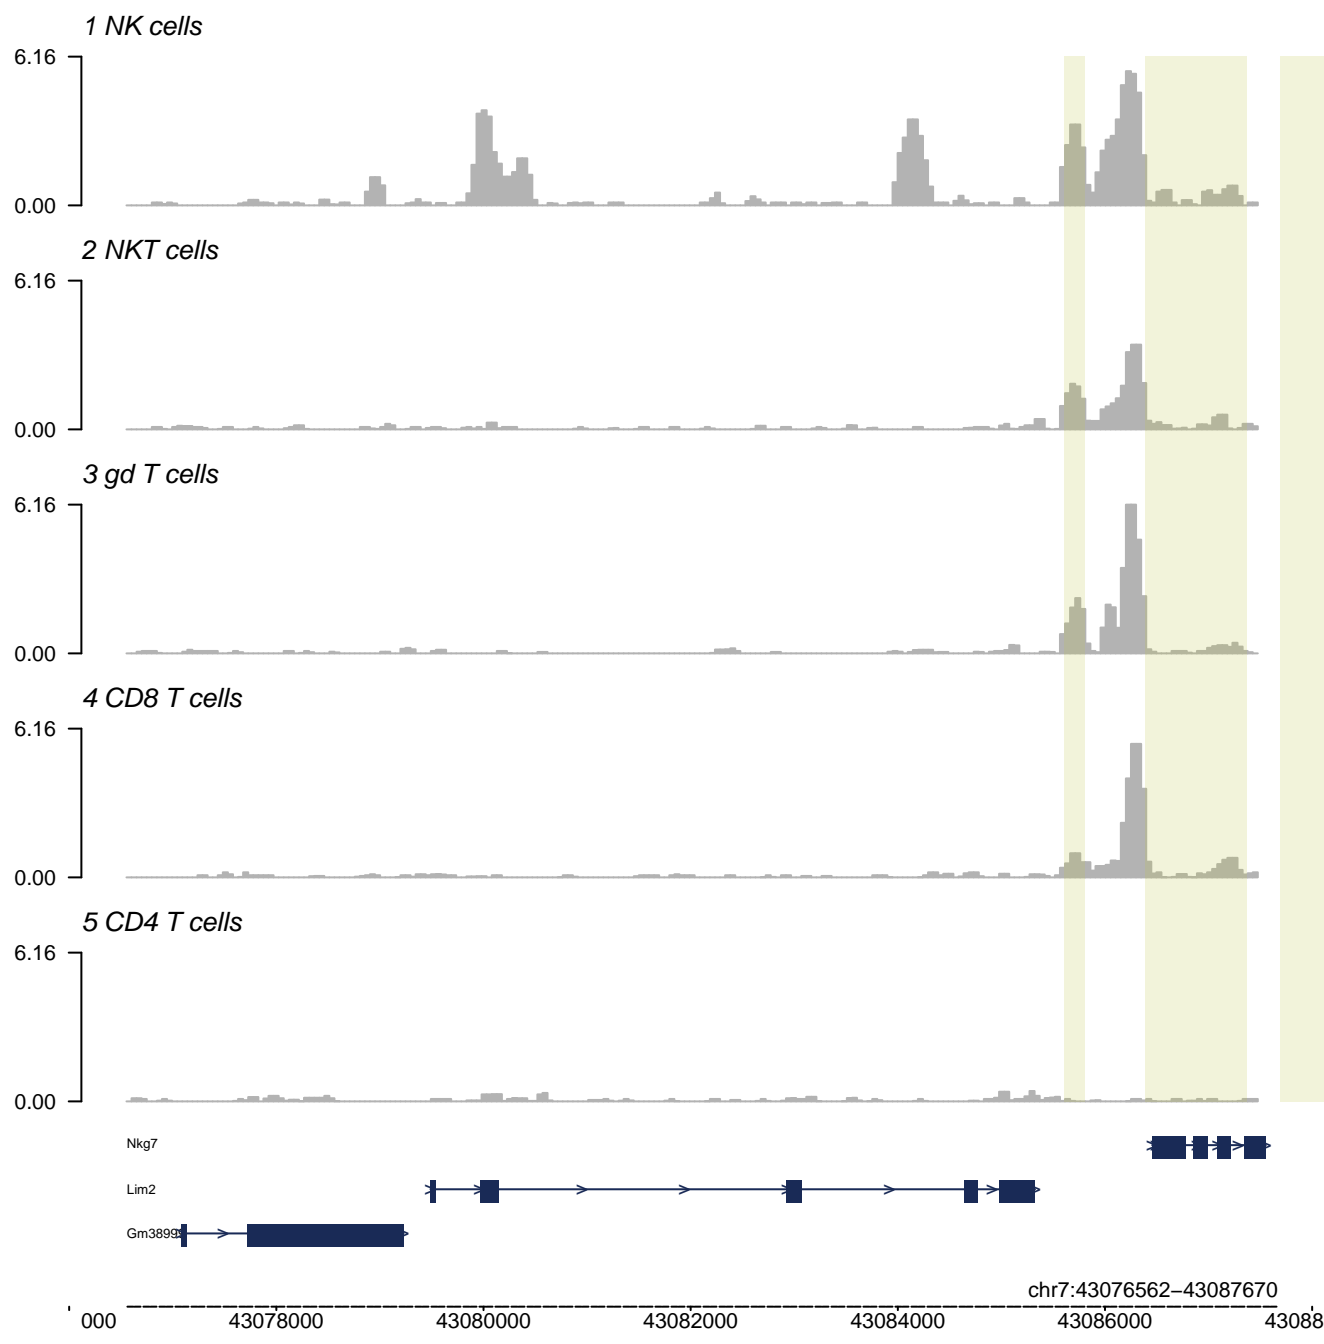 1 NK cells
6.16
0.00
2 NKT cells
6.16
0.00
3 gd T cells
6.16
0.00
4 CD8 T cells
6.16
0.00
5 CD4 T cells
6.16
0.00
Nkg7
Lim2
Gm3899
chr7:43076562–43087670
000 43078000 43080000 43082000 43084000 43086000 43088